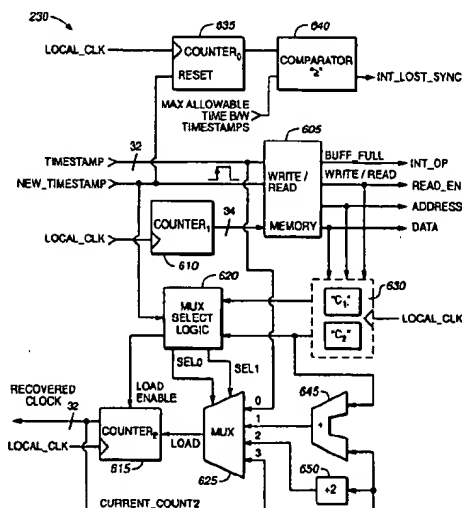 230
635
640
LOCAL_CLK
COUNTER0
RESET
COMPARATOR
"≥"
INT_LOST_SYNC
MAX ALLOWABLE
TIME B/W
TIMESTAMPS
605
TIMESTAMP
32
BUFF_FULL
INT_OP
NEW_TIMESTAMP
WRITE /
READ
WRITE / READ
READ_EN
ADDRESS
COUNTER1
34
MEMORY
DATA
LOCAL_CLK
610
620
630
MUX
SELECT
LOGIC
"C1"
"C2"
LOCAL_CLK
SEL0
SEL1
RECOVERED
CLOCK
32
LOAD
ENABLE
645
0
1
2
3
+
COUNTER2
LOAD
MUX
LOCAL_CLK
615
625
650
+2
CURRENT_COUNT2